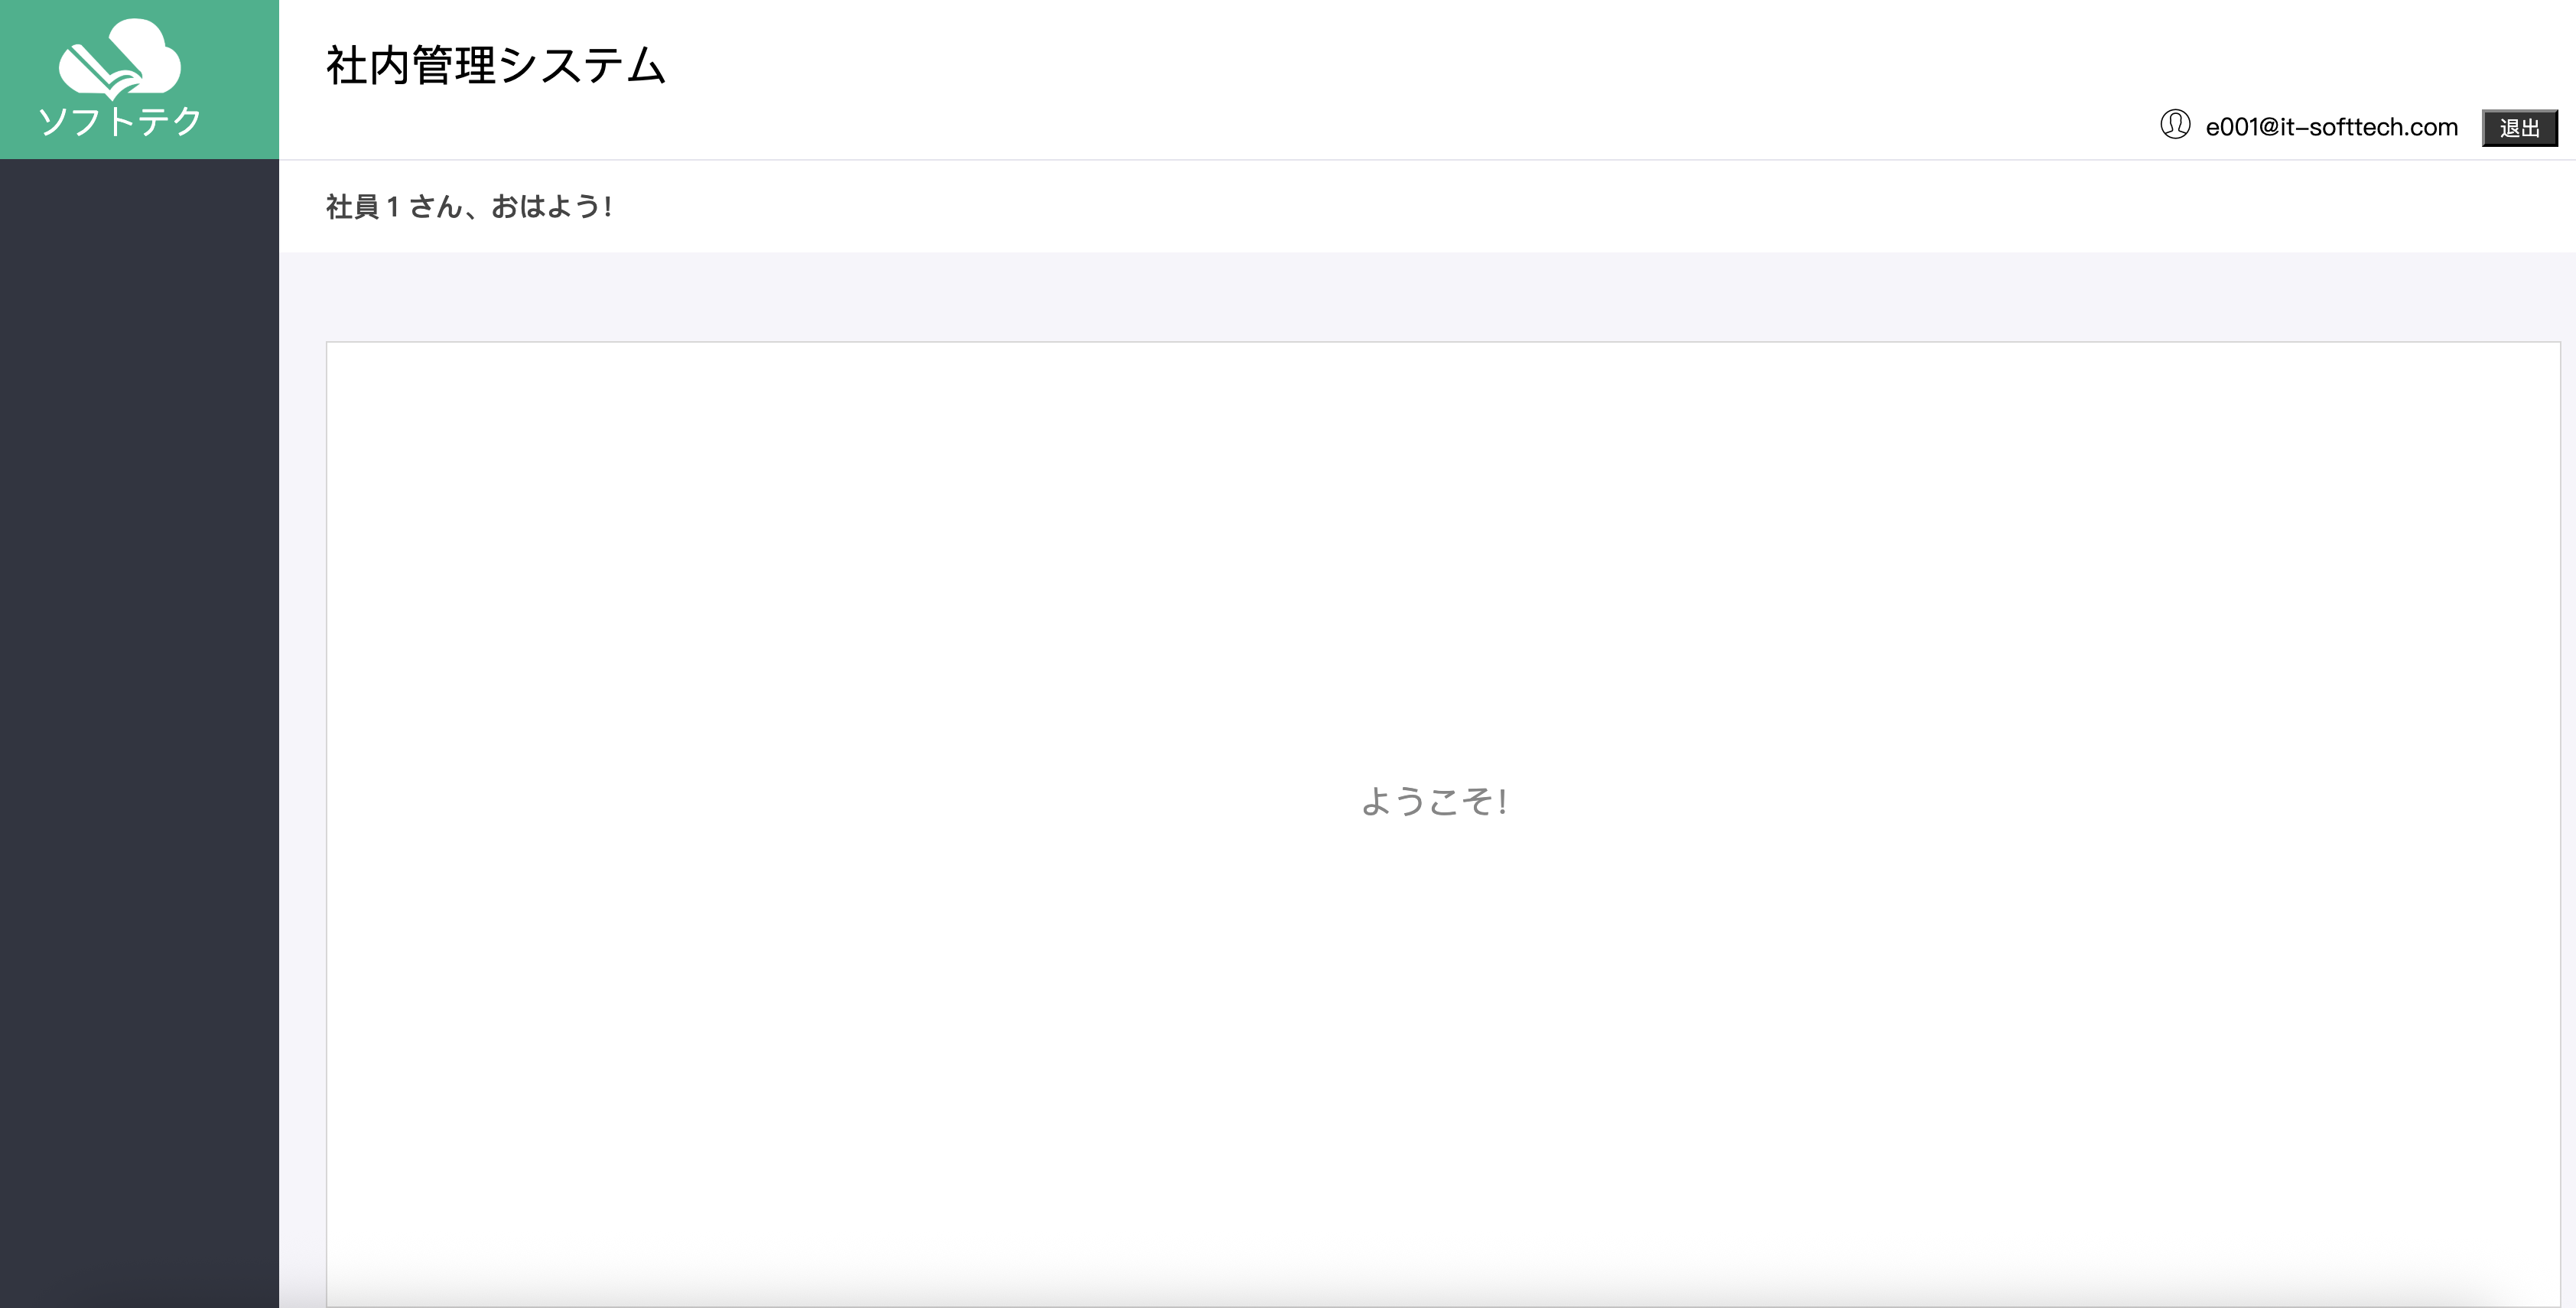 ソフトテク
社内管理システム
e001@it-softtech.com
退出
社員1さん、おはよう!
ようこそ!